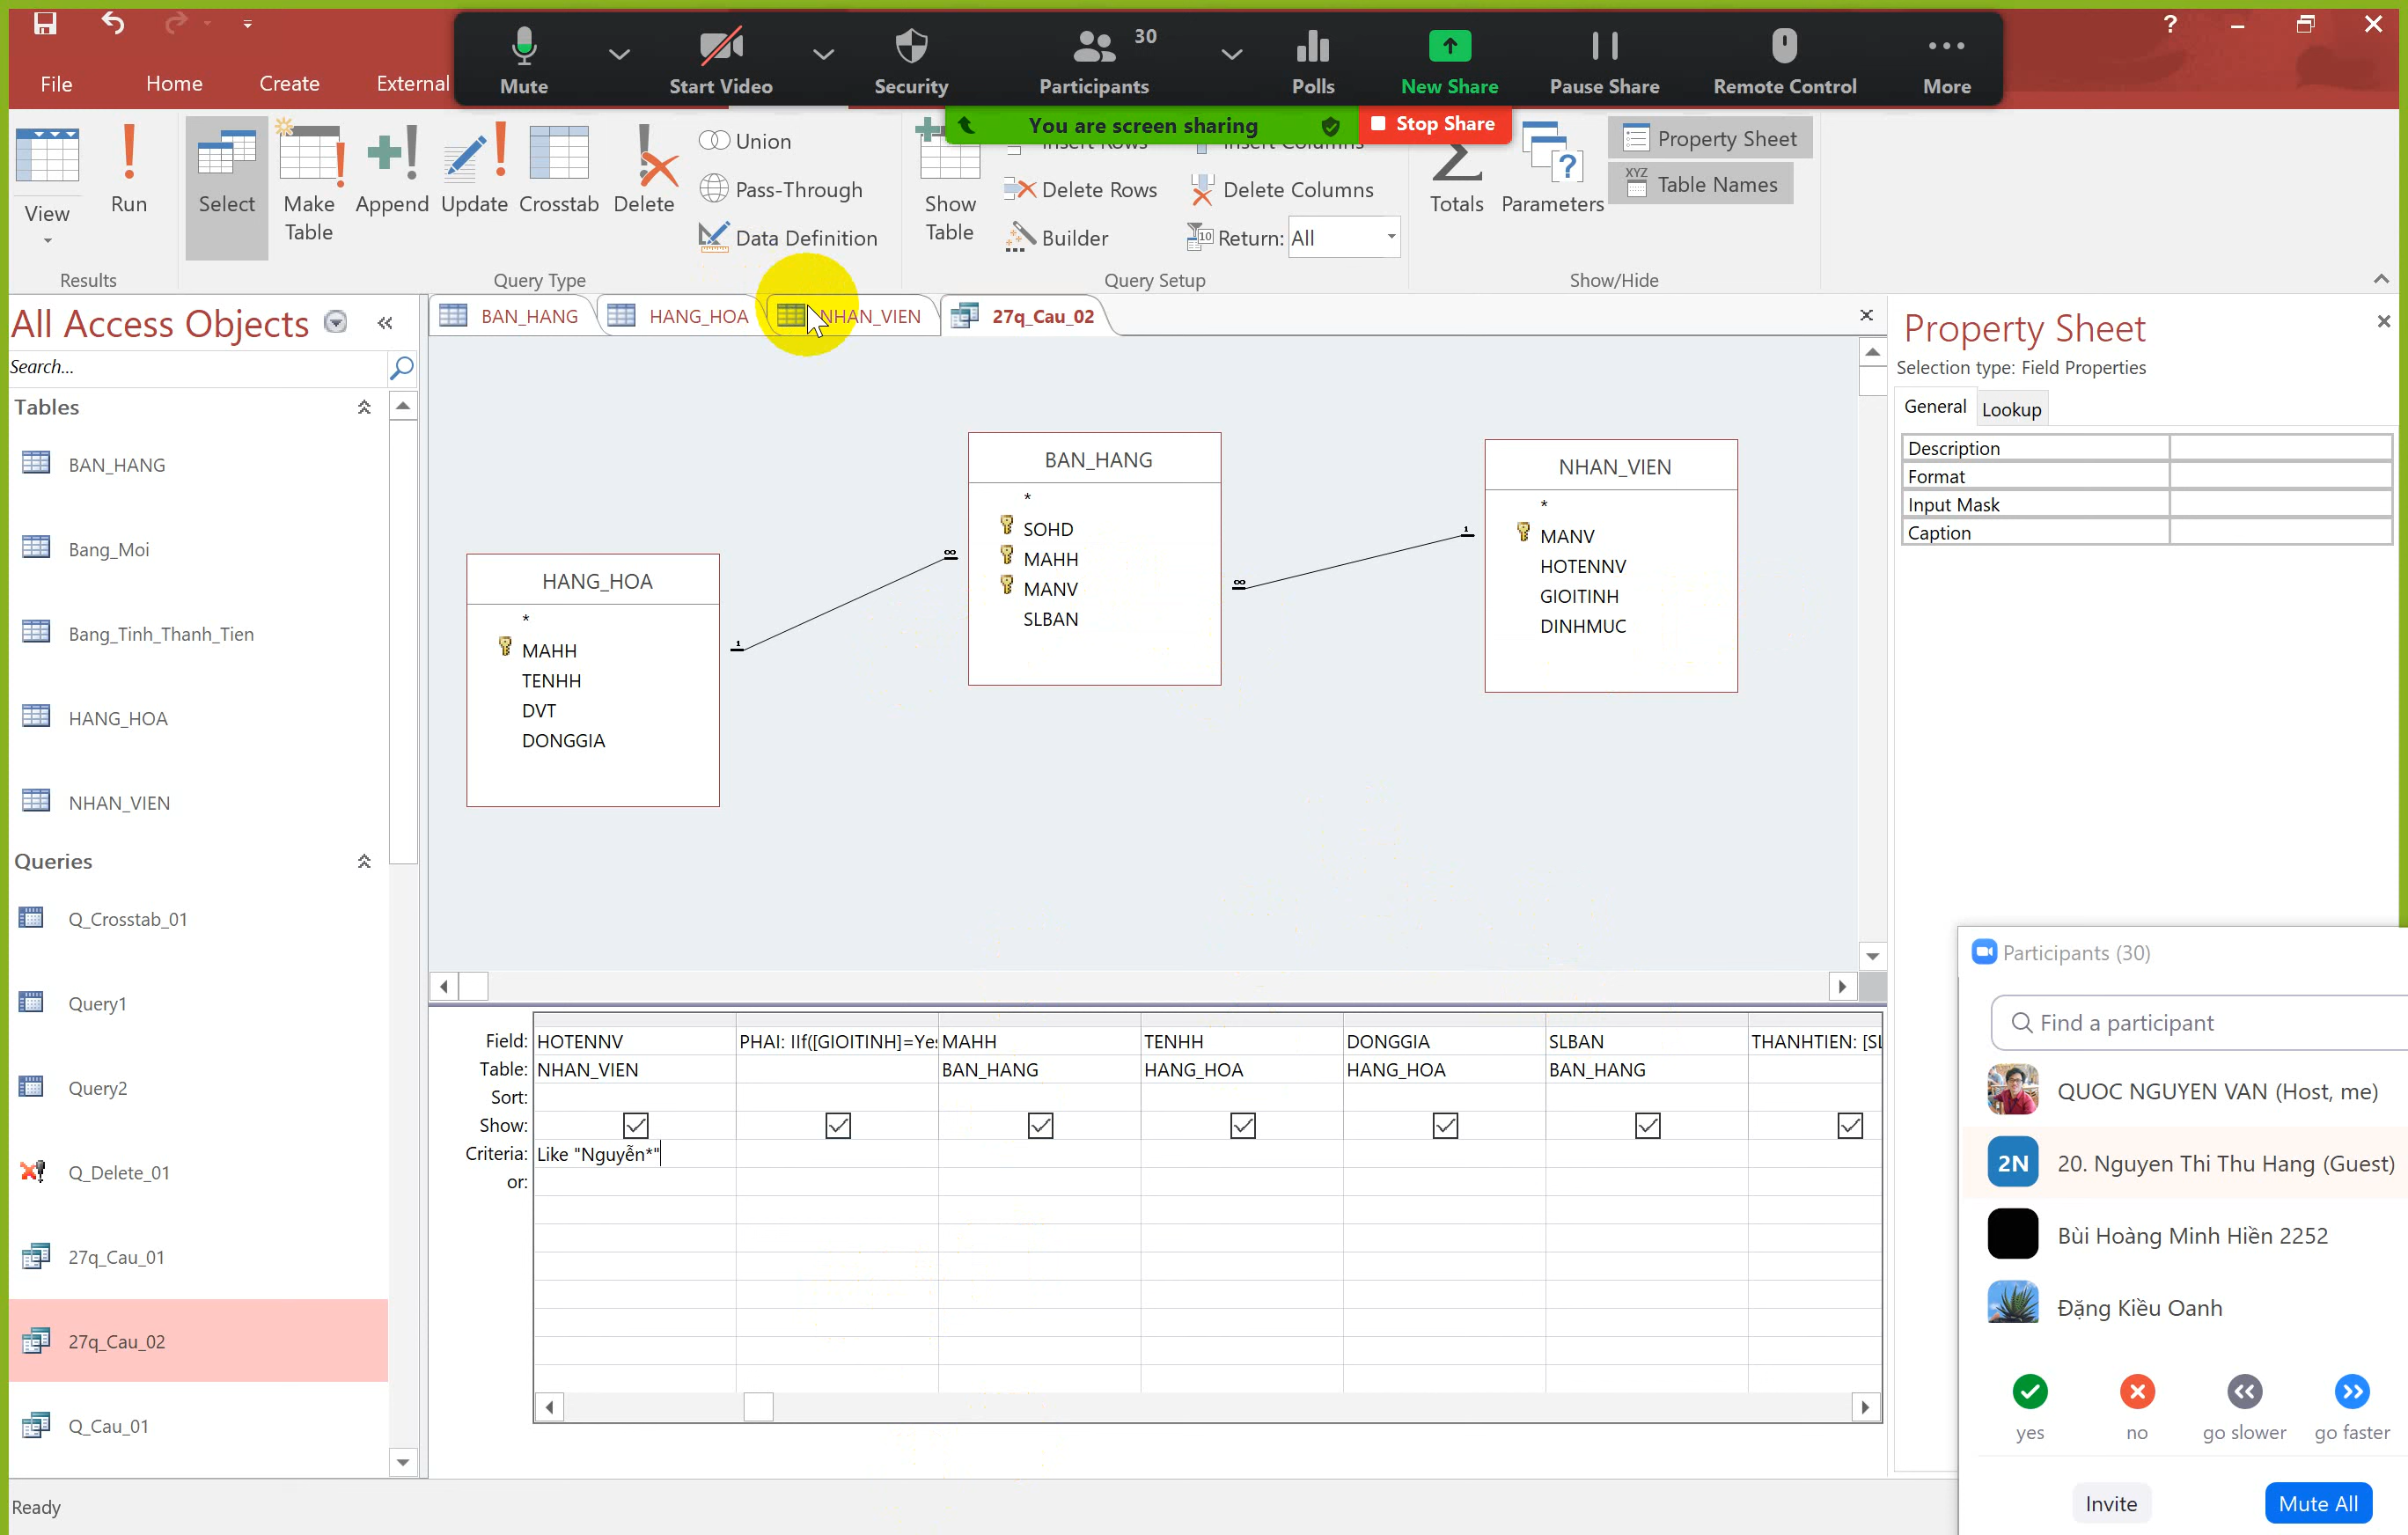 File Home Create External
Mute Start Video Security Participants 30 Polls New Share Pause Share Remote Control More
You are screen sharing Stop Share
View
Run
Select
Make Table
Append
Update
Crosstab
Delete
Union
Pass-Through
Data Definition
Show Table
Insert Rows
Delete Rows
Builder
Insert Columns
Delete Columns
Return: All
Totals
Parameters
Property Sheet
Table Names
Results Query Type Query Setup Show/Hide
All Access Objects
Search...
Tables
BAN_HANG
Bang_Moi
Bang_Tinh_Thanh_Tien
HANG_HOA
NHAN_VIEN
Queries
Q_Crosstab_01
Query1
Query2
Q_Delete_01
27q_Cau_01
27q_Cau_02
Q_Cau_01
BAN_HANG HANG_HOA NHAN_VIEN 27q_Cau_02
HANG_HOA
*
MAHH
TENHH
DVT
DONGGIA
BAN_HANG
*
SOHD
MAHH
MANV
SLBAN
NHAN_VIEN
*
MANV
HOTENNV
GIOITINH
DINHMUC
1 ∞ ∞ 1
Field: HOTENNV PHAI: IIf([GIOITINH]=Yes MAHH TENHH DONGGIA SLBAN THANHTIEN: [SL
Table: NHAN_VIEN BAN_HANG HANG_HOA HANG_HOA BAN_HANG
Sort:
Show:
Criteria: Like "Nguyễn*"
or:
Property Sheet
Selection type: Field Properties
General Lookup
Description
Format
Input Mask
Caption
Participants (30)
Find a participant
QUOC NGUYEN VAN (Host, me)
2N 20. Nguyen Thi Thu Hang (Guest)
Bùi Hoàng Minh Hiền 2252
Đặng Kiều Oanh
yes no go slower go faster
Invite Mute All
Ready